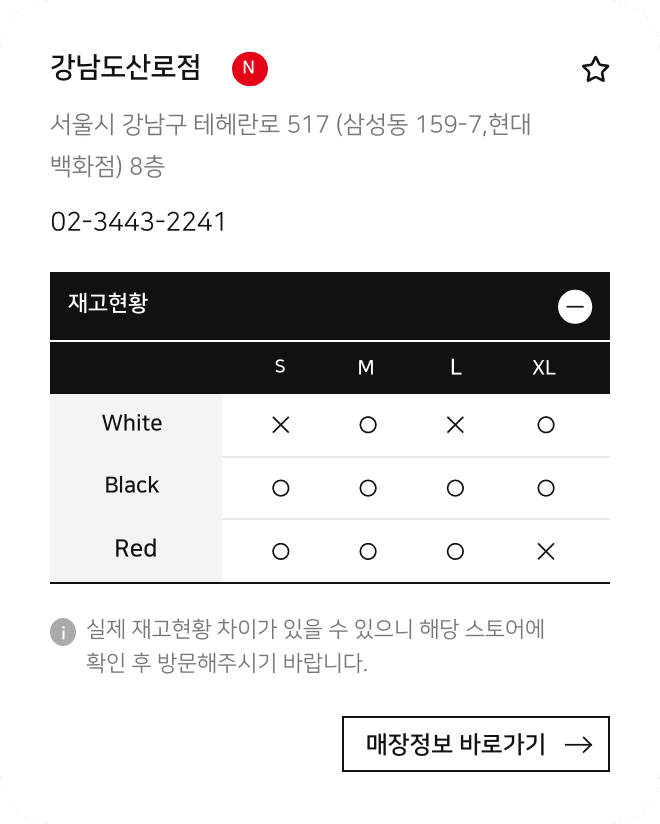 강남도산로점 N
서울시 강남구 테헤란로 517 (삼성동 159-7,현대
백화점) 8층
02-3443-2241
재고현황
S M L XL
White X O X O
Black O O O O
Red O O O X
i 실제 재고현황 차이가 있을 수 있으니 해당 스토어에
확인 후 방문해주시기 바랍니다.
매장정보 바로가기 →